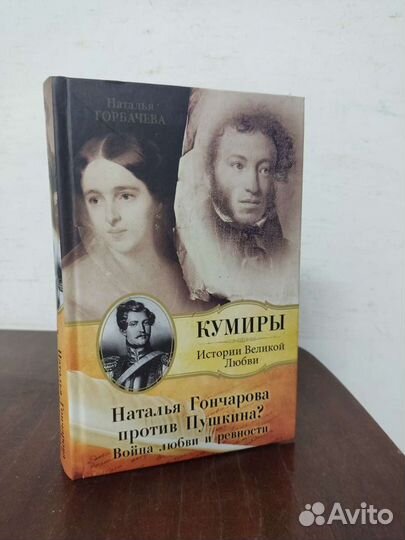 Наталья
ГОРБАЧЕВА
КУМИРЫ
Истории Великой
Любви
Наталья Гончарова
против Пушкина?
Война любви и ревности
Avito